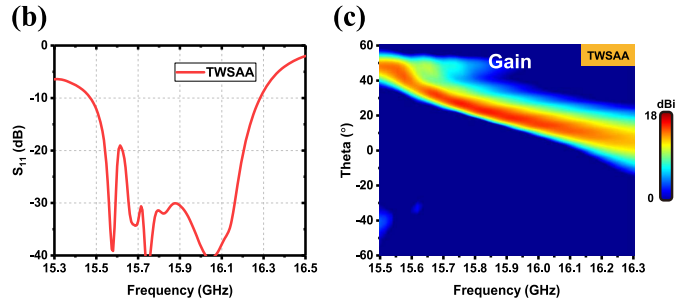 (b)
0
-10
-20
-30
-40
S11 (dB)
TWSAA
15.3 15.5 15.7 15.9 16.1 16.3 16.5
Frequency (GHz)
(c)
60
40
20
0
-20
-40
-60
Theta (°)
Gain
TWSAA
15.5 15.6 15.7 15.8 15.9 16.0 16.1 16.2 16.3
Frequency (GHz)
dBi
18
0